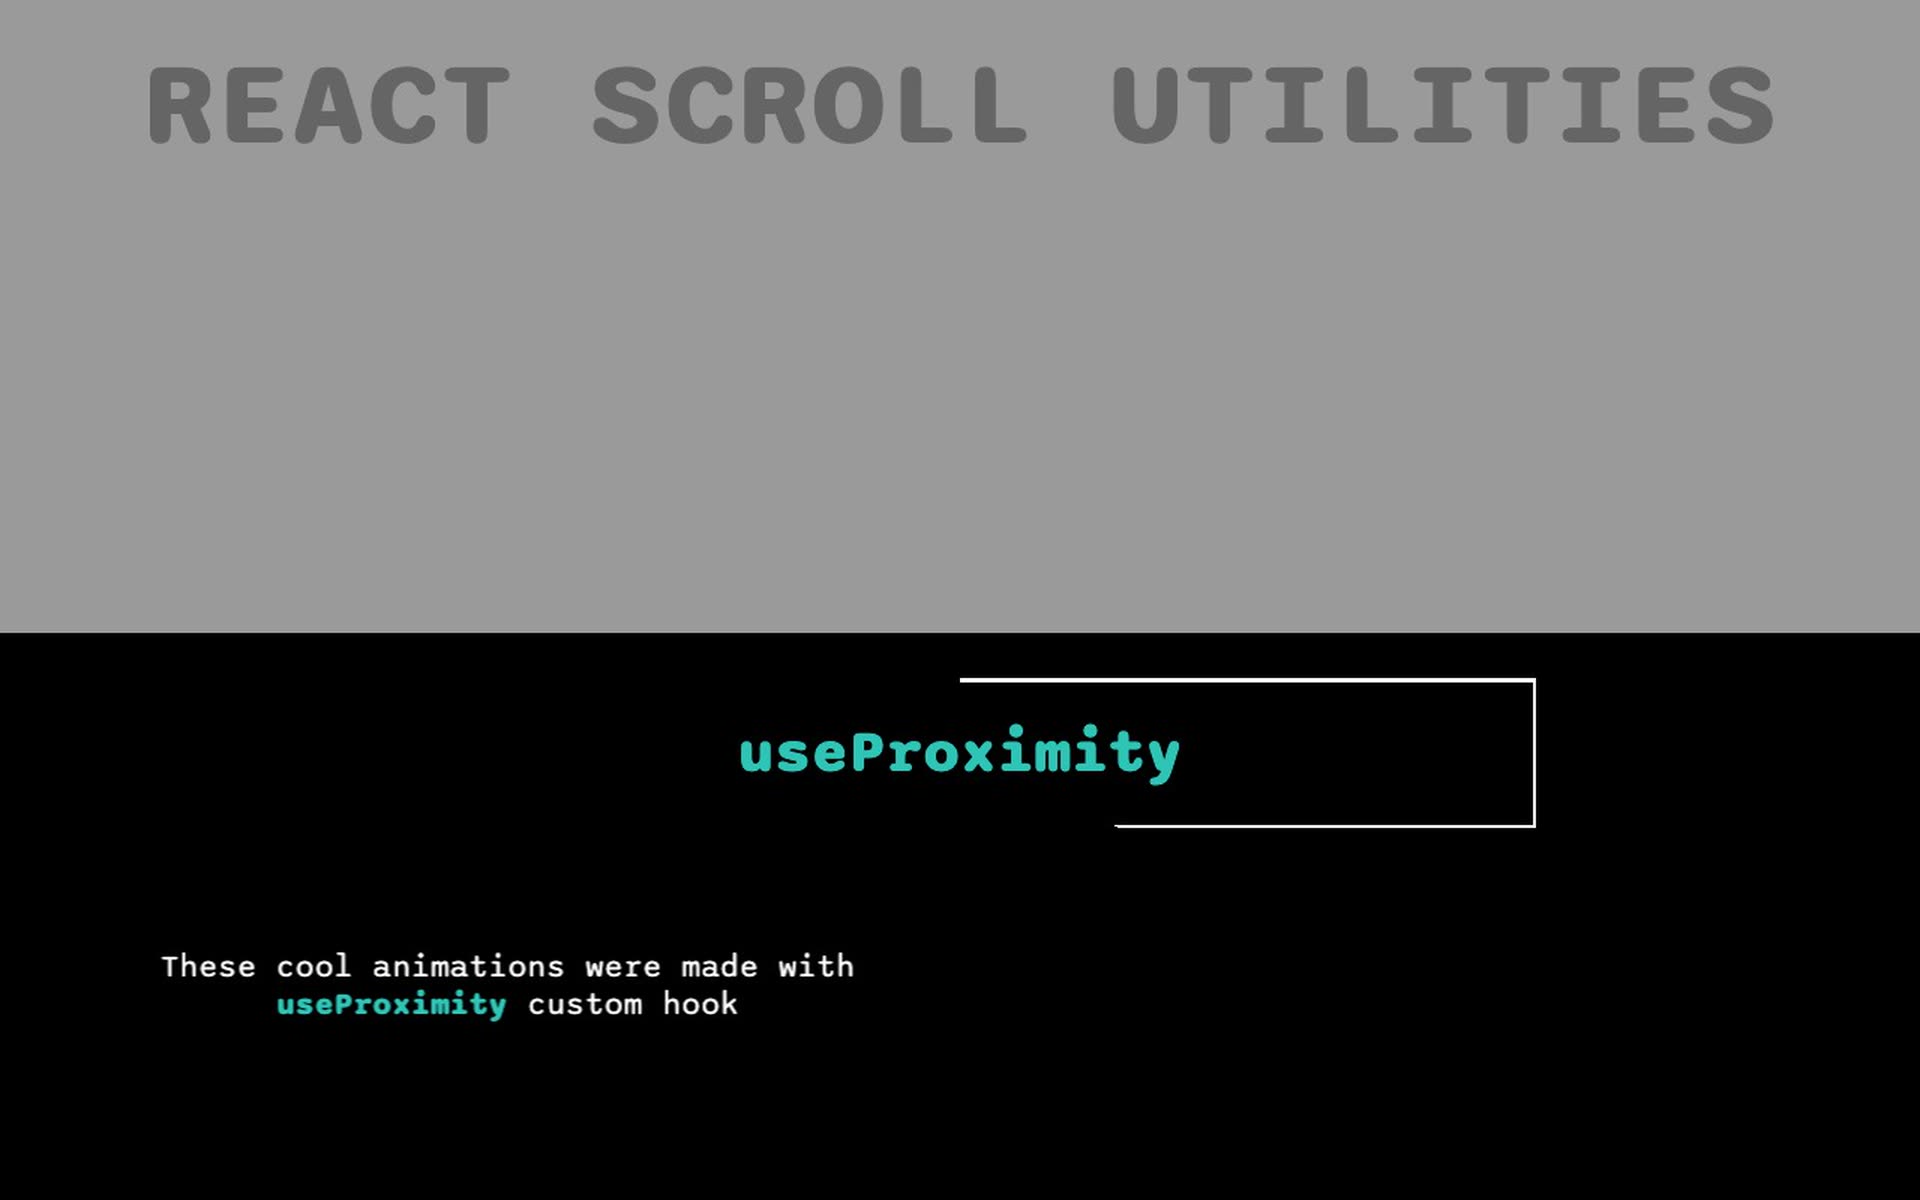 REACT SCROLL UTILITIES
useProximity
These cool animations were made with
useProximity custom hook